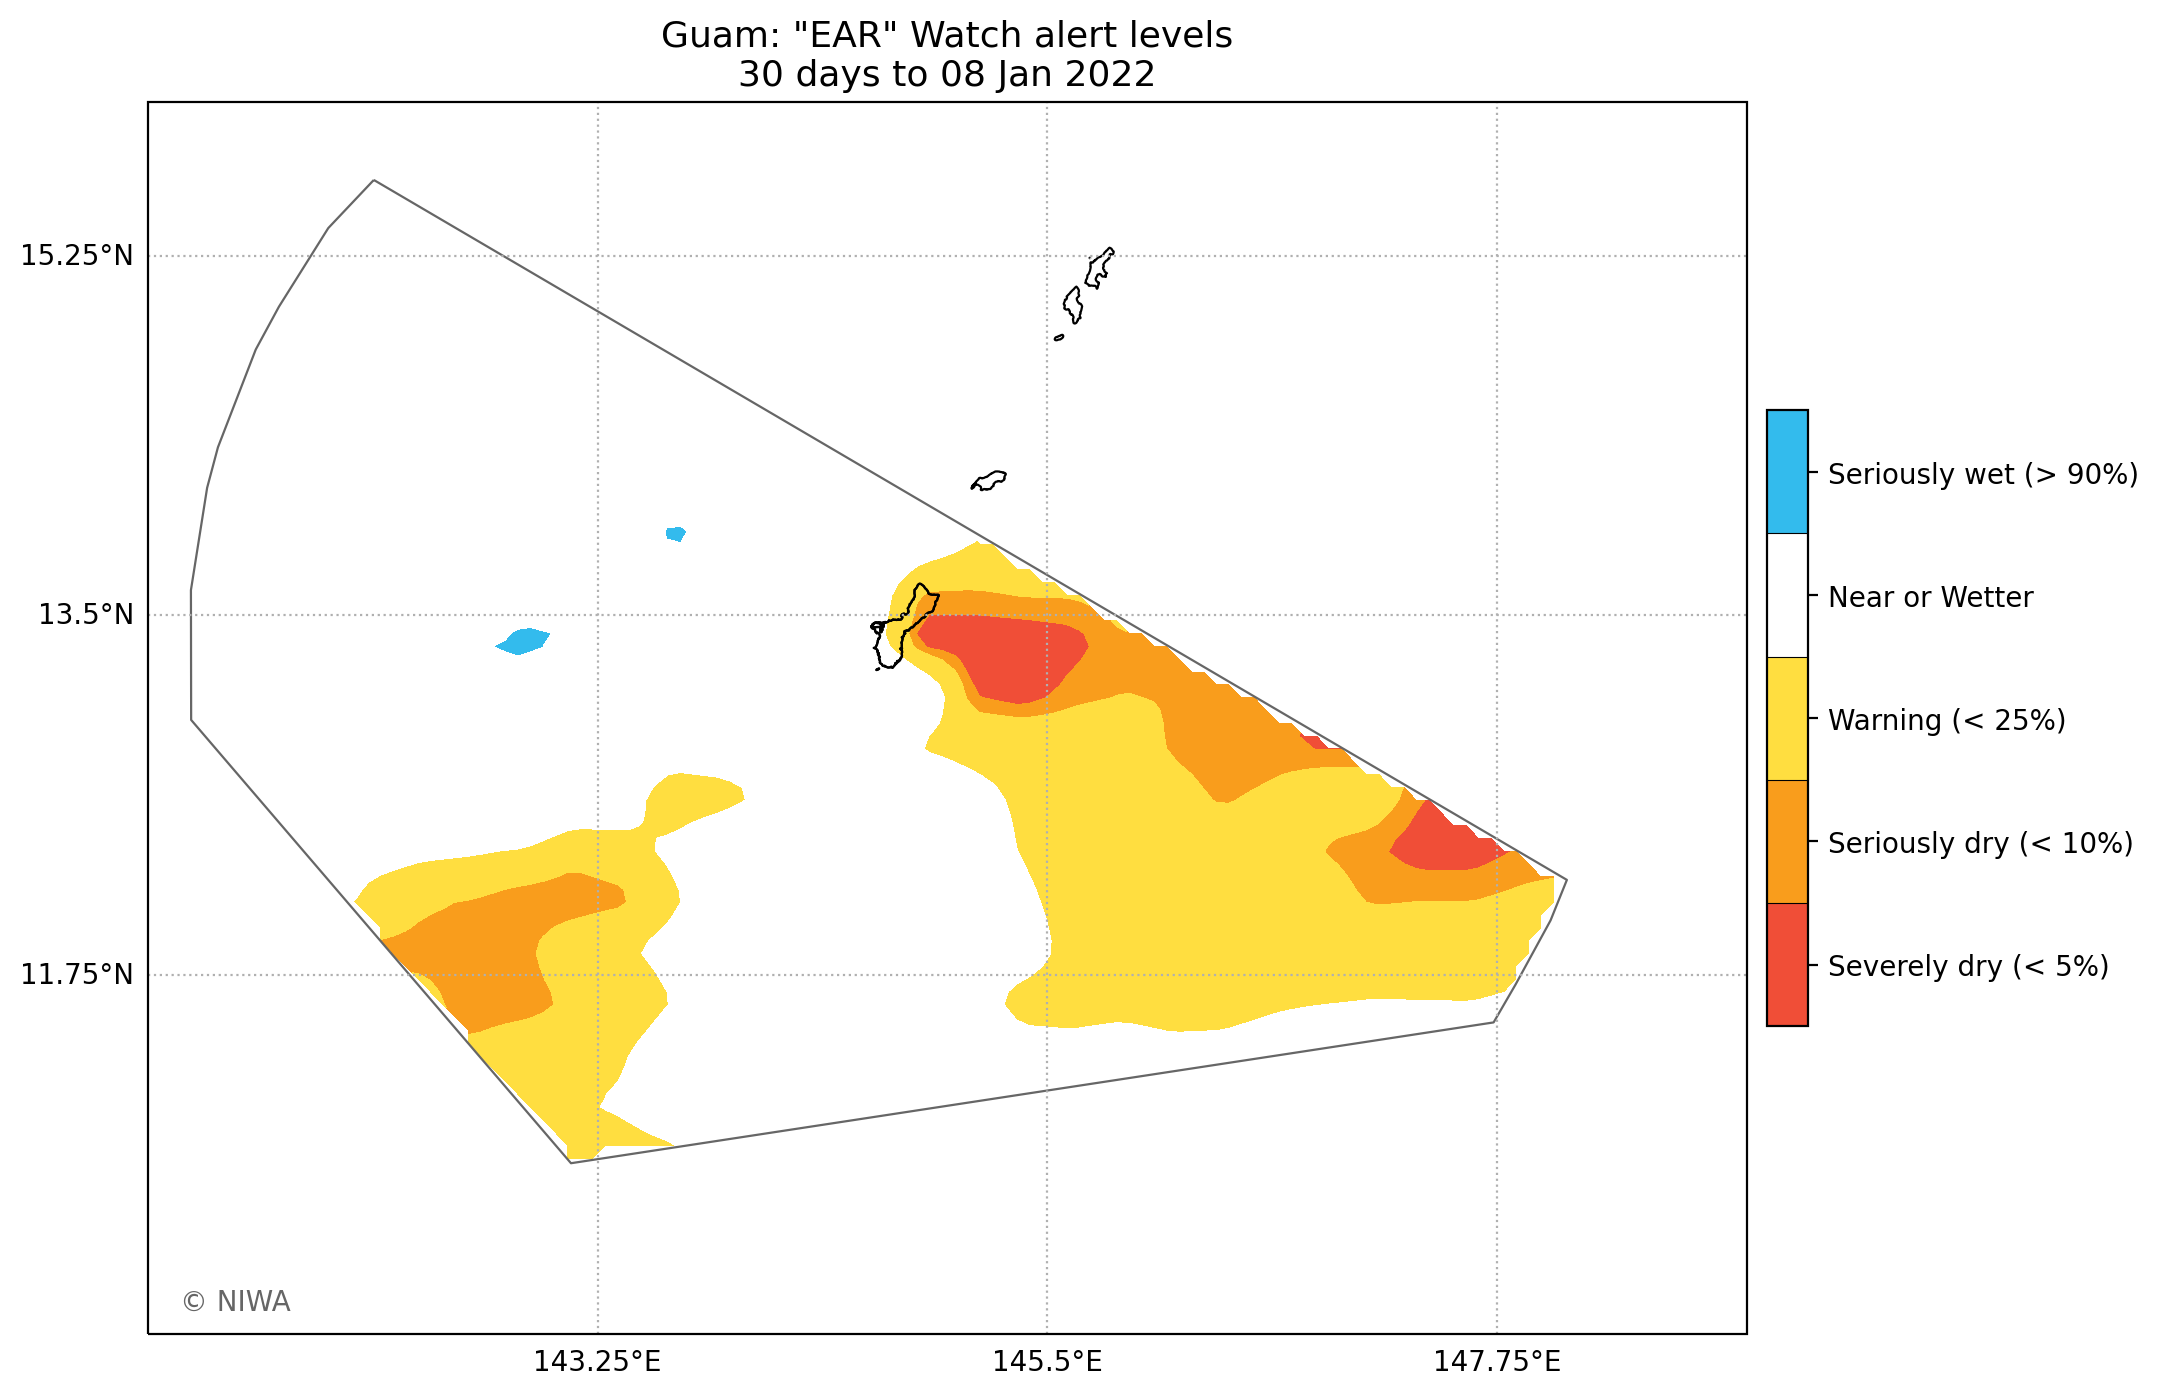 Guam: "EAR" Watch alert levels
30 days to 08 Jan 2022
15.25°N
13.5°N
11.75°N
143.25°E
145.5°E
147.75°E
Seriously wet (> 90%)
Near or Wetter
Warning (< 25%)
Seriously dry (< 10%)
Severely dry (< 5%)
© NIWA